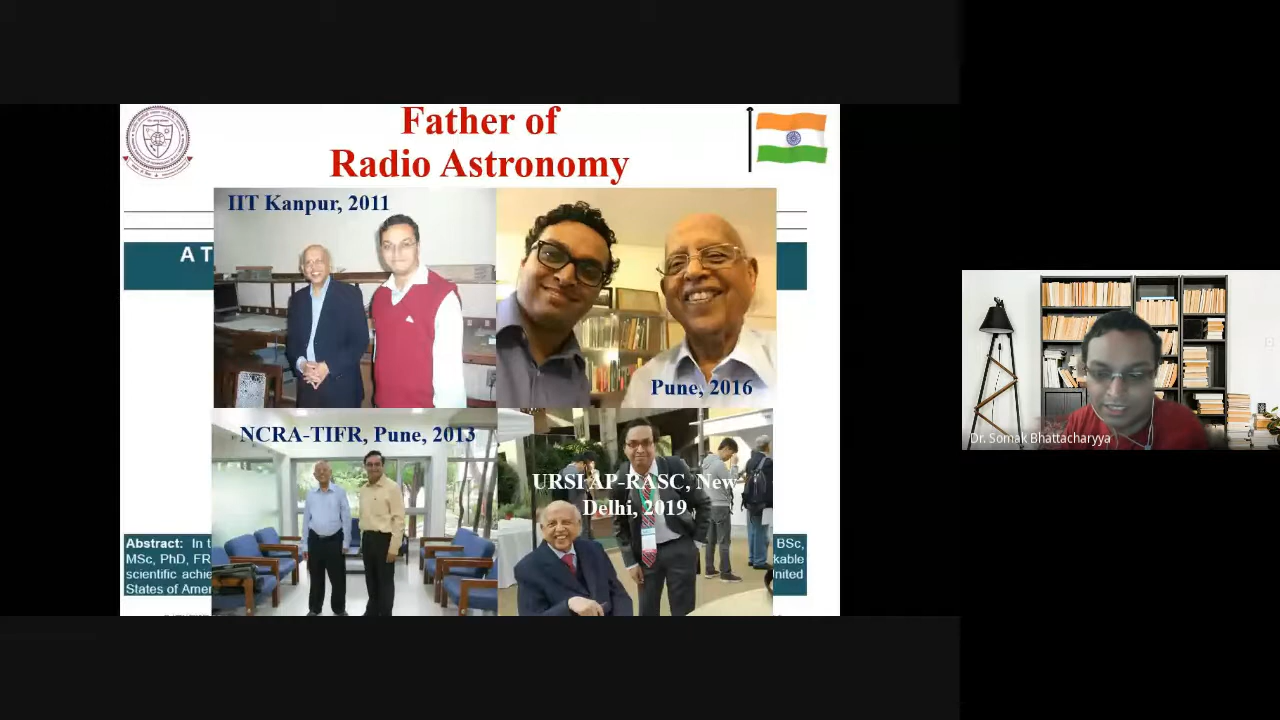 Father of
Radio Astronomy
IIT Kanpur, 2011
A T
Pune, 2016
NCRA-TIFR, Pune, 2013
URSI AP-RASC, New
Delhi, 2019
Abstract: In t
BSc,
MSc, PhD, FR
kable
scientific achie
Inited
States of Amer
Dr. Somak Bhattacharyya